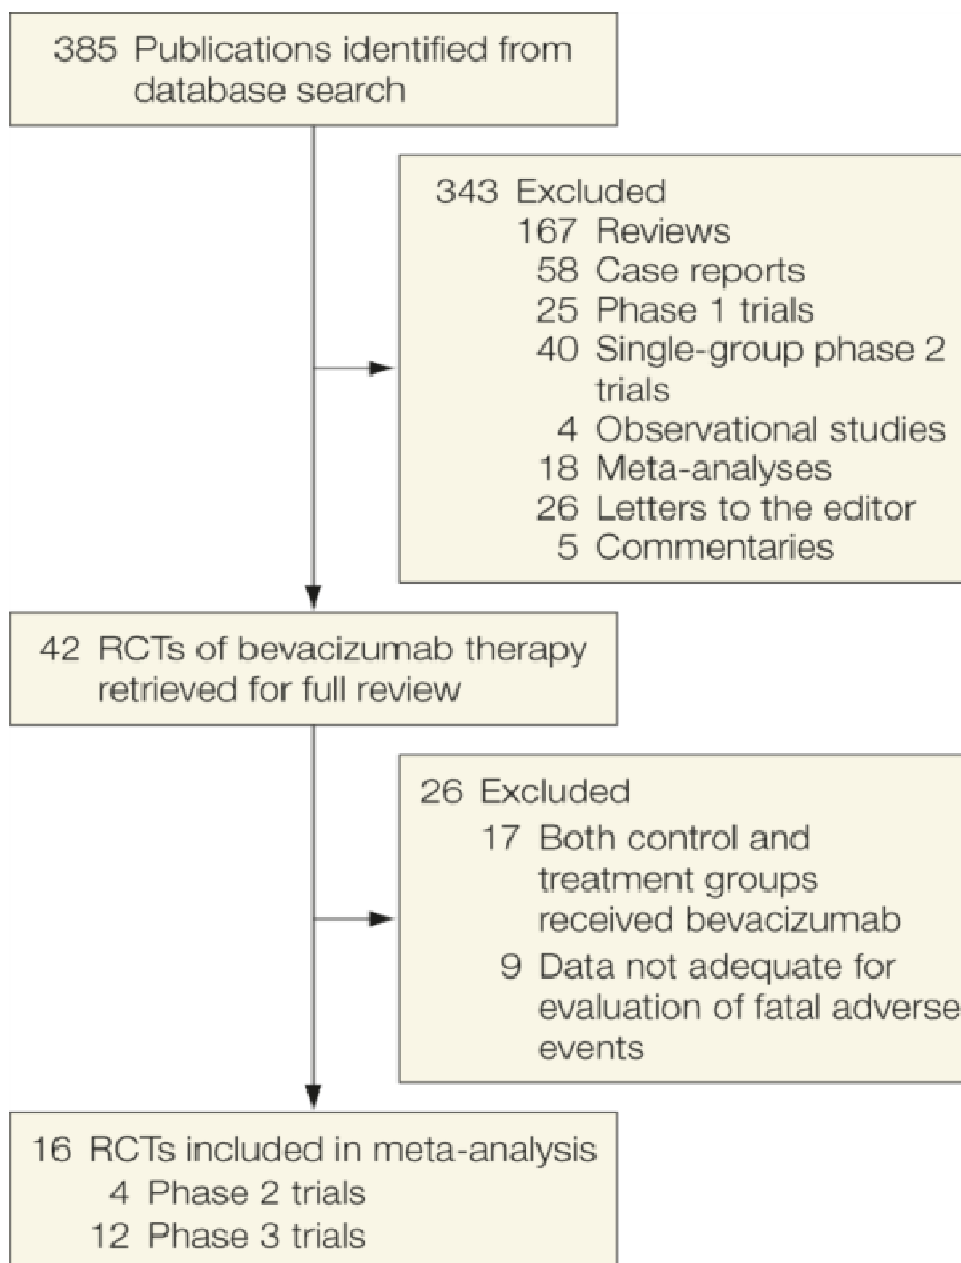 385 Publications identified from
database search
343 Excluded
167 Reviews
58 Case reports
25 Phase 1 trials
40 Single-group phase 2
trials
4 Observational studies
18 Meta-analyses
26 Letters to the editor
5 Commentaries
42 RCTs of bevacizumab therapy
retrieved for full review
26 Excluded
17 Both control and
treatment groups
received bevacizumab
9 Data not adequate for
evaluation of fatal adverse
events
16 RCTs included in meta-analysis
4 Phase 2 trials
12 Phase 3 trials